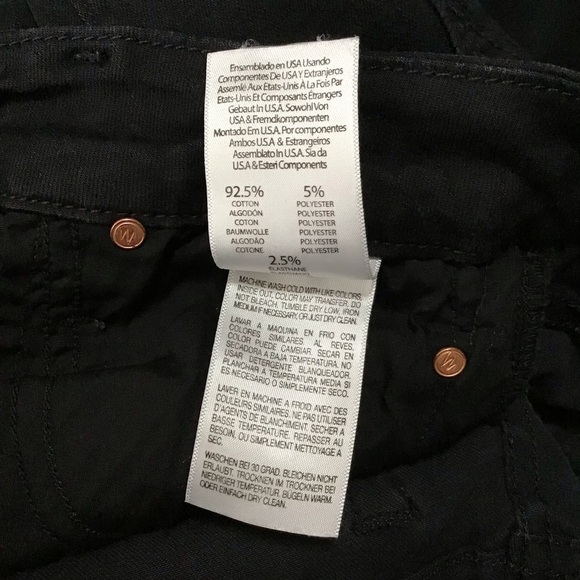 Ensamblado en USA Usando
Componentes De USA Y Extranjeros
Assemlé Aux États-Unis À La Fois Par
États-Unis Et Composants Étrangers
Gebaut In U.S.A. Sowohl Von
USA & Fremdkomponenten
Montado Em U.S.A. Por componentes
Ambos U.S.A & Estrangeiros
Assemblato In U.S.A. Sia da
U.S.A & Esteri Components
92.5% 5%
COTTON POLYESTER
ALGODÓN POLYESTER
COTON POLYESTER
BAUMWOLLE POLYESTER
ALGODÃO POLYESTER
COTONE POLYESTER
2.5%
ELASTHANE
MACHINE WASH COLD WITH LIKE COLORS,
INSIDE OUT, COLOR MAY TRANSFER. DO
NOT BLEACH. TUMBLE DRY LOW, IRON
MEDIUM IF NECESSARY, OR JUST DRY CLEAN.
LAVAR A MAQUINA EN FRIO CON
COLORES SIMILARES AL REVES,
COLOR PUEDE CAMBIAR. SECAR EN
SECADORA A BAJA TEMPERATURA. NO
USAR DETERGENTE BLANQUEADOR.
PLANCHAR A TEMPERATURA MEDIA SI
ES NECESARIO O SIMPLEMENTE SECO.
LAVER EN MACHINE A FROID AVEC DES
COULEURS SIMILAIRES. NE PAS UTILISER
D'AGENTS DE BLANCHIMENT. SECHER A
BASSE TEMPERATURE. REPASSER AU
BESOIN, OU SIMPLEMENT METTOYAGE A
SEC.
WASCHEN BEI 30 GRAD. BLEICHEN NICHT
ERLAUBT. TROCKNEN IM TROCKNER BEI
NIEDRIGER TEMPERATUR. BÜGELN WARM.
ODER EINFACH DRY CLEAN.